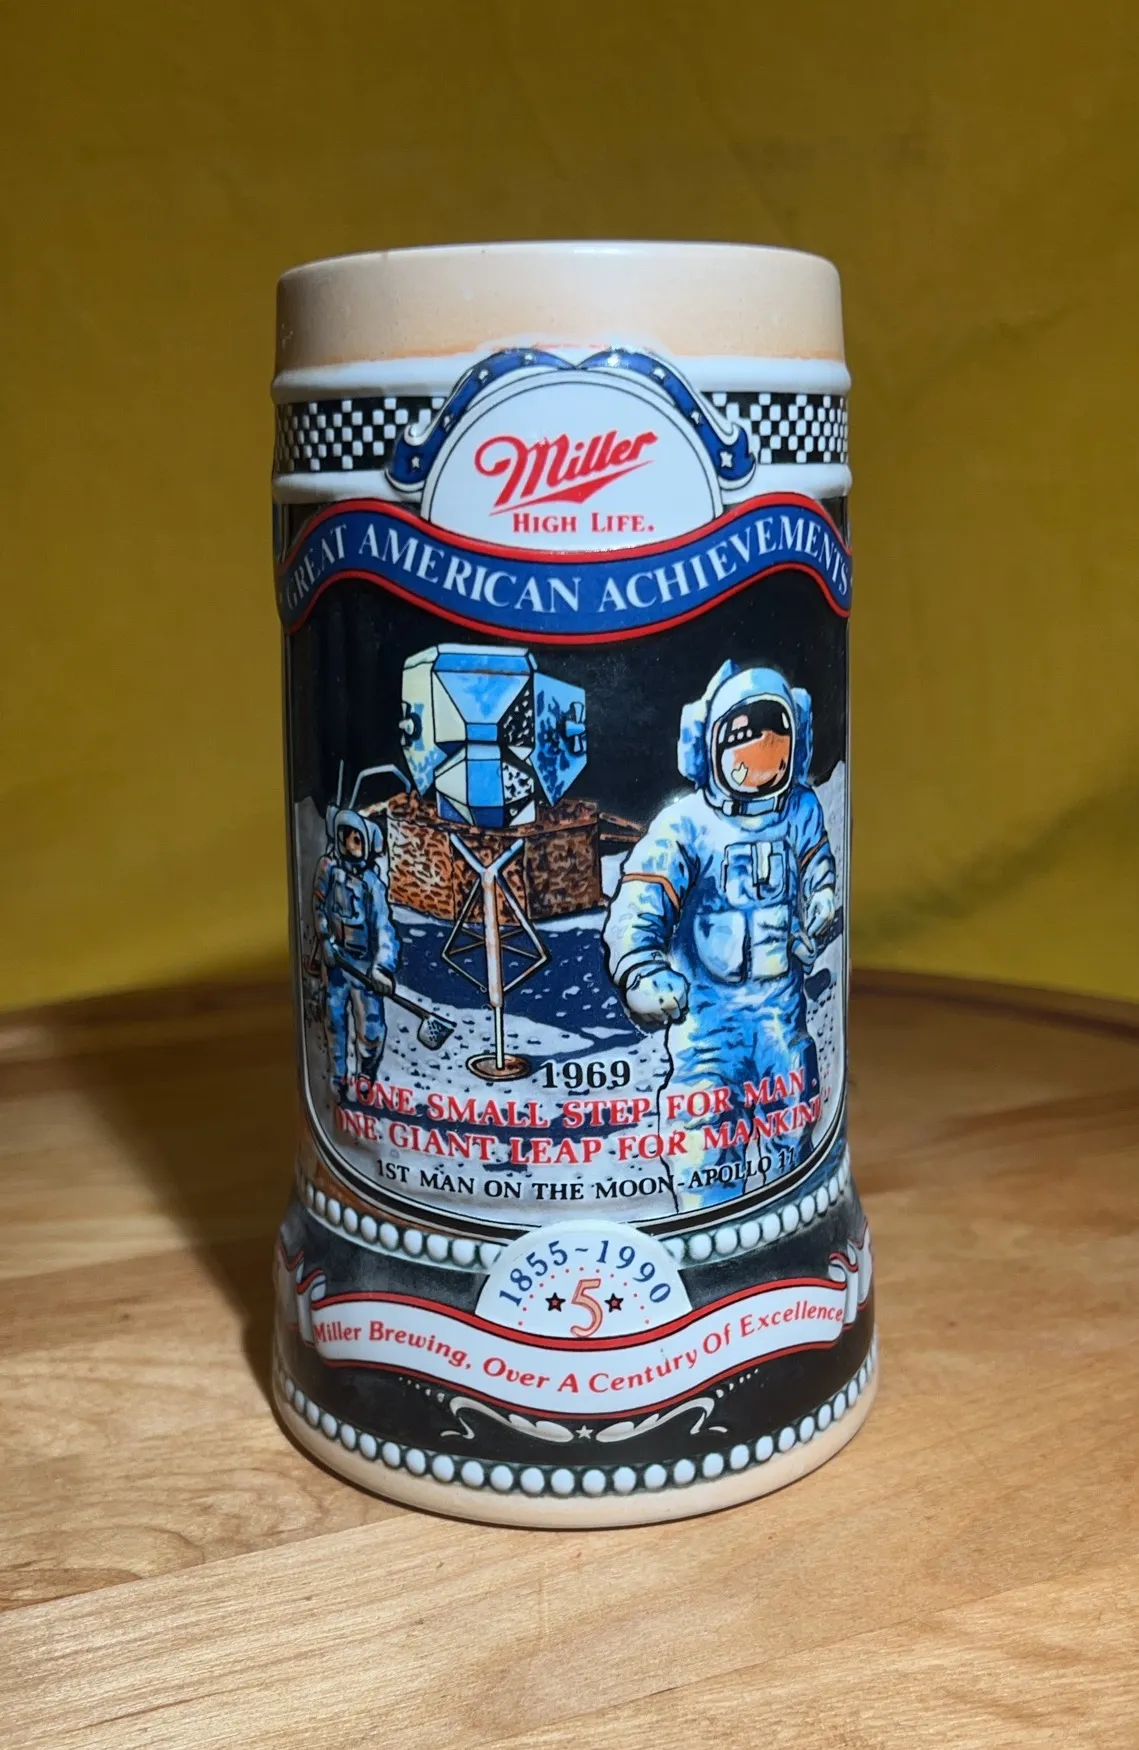 Miller
HIGH LIFE.
GREAT AMERICAN ACHIEVEMENTS
1969
"ONE SMALL STEP FOR MAN -
ONE GIANT LEAP FOR MANKIND"
1ST MAN ON THE MOON-APOLLO 11
1855~1990
5
Miller Brewing, Over A Century Of Excellence